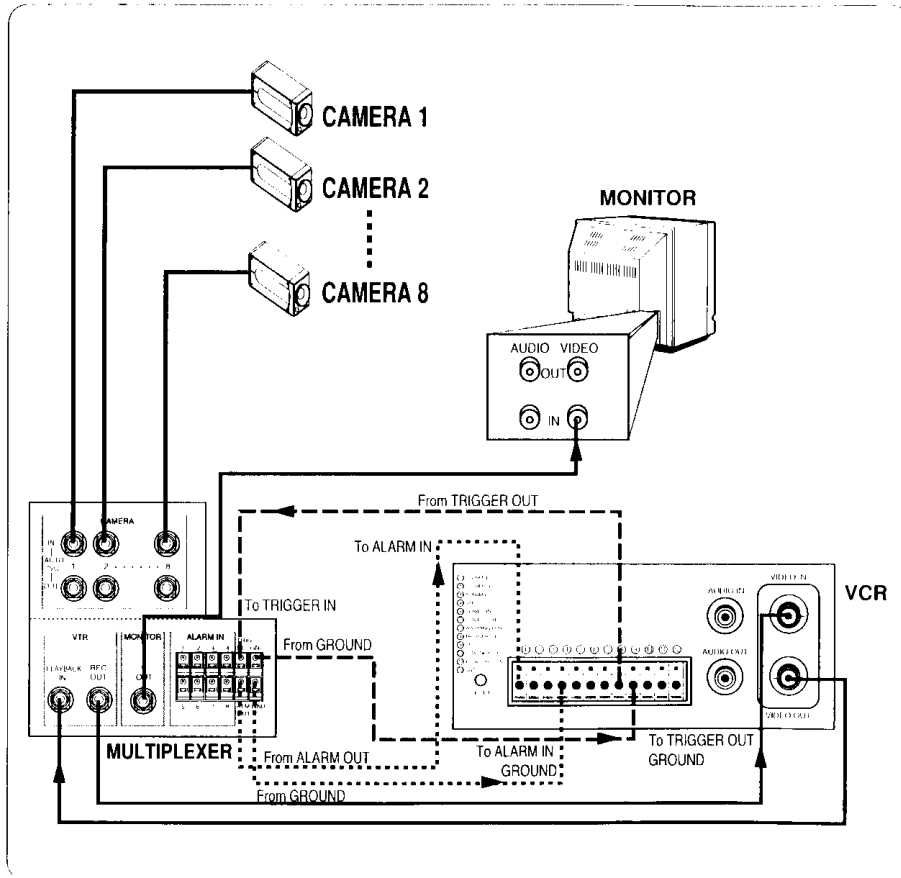 CAMERA 1
CAMERA 2
CAMERA 8
MONITOR
AUDIO VIDEO
OUT
IN
From TRIGGER OUT
To ALARM IN
CAMERA
IN
1 2 8
VCR
VIDEO IN
AUDIO IN
AUDIO OUT
VIDEO OUT
To TRIGGER IN
From GROUND
VTR
MONITOR
ALARM IN
PLAYBACK
IN
REC
OUT
OUT
MULTIPLEXER
From ALARM OUT
To ALARM IN
GROUND
To TRIGGER OUT
GROUND
From GROUND